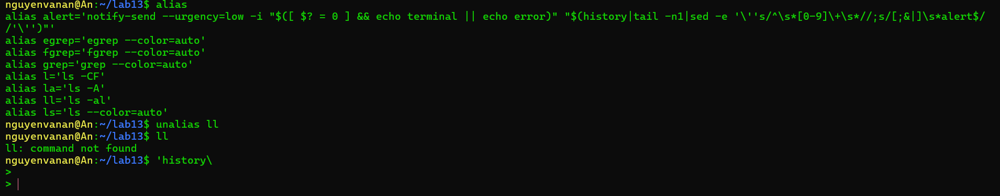 nguyenvanan@An:~/lab13$ alias
alias alert='notify-send --urgency=low -i "$([ $? = 0 ] && echo terminal || echo error)" "$(history|tail -n1|sed -e '\''s/^\s*[0-9]\+\s*//;s/[;&|]\s*alert$/
/'\'')"'
alias egrep='egrep --color=auto'
alias fgrep='fgrep --color=auto'
alias grep='grep --color=auto'
alias l='ls -CF'
alias la='ls -A'
alias ll='ls -al'
alias ls='ls --color=auto'
nguyenvanan@An:~/lab13$ unalias ll
nguyenvanan@An:~/lab13$ ll
ll: command not found
nguyenvanan@An:~/lab13$ 'history\
>
>